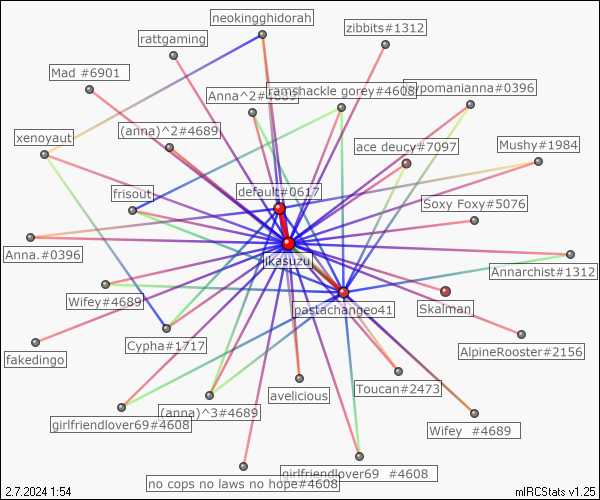 neokingghidorah
zibbits#1312
rattgaming
Mad #6901
Anna^2#4689
ramshackle gorey#4608
ypomanianna#0396
(anna)^2#4689
xenoyaut
ace deucy#7097
Mushy#1984
frisout
default#0617
Soxy Foxy#5076
Anna.#0396
jkasuzu
Annarchist#1312
Wifey#4689
pastachangeo41
Skalman
fakedingo
Cypha#1717
AlpineRooster#2156
Toucan#2473
avelicious
girlfriendlover69#4608
(anna)^3#4689
Wifey  #4689
girlfriendlover69  #4608
no cops no laws no hope#4608
2.7.2024 1:54
mIRCStats v1.25